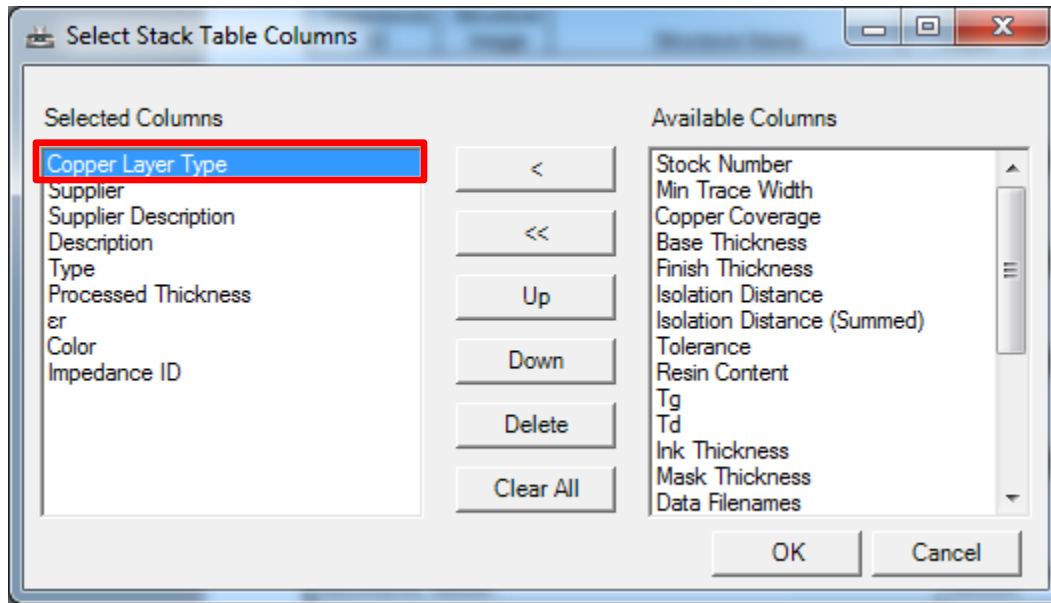 Select Stack Table Columns
Selected Columns
Copper Layer Type
Supplier
Supplier Description
Description
Type
Processed Thickness
εr
Color
Impedance ID
<
<<
Up
Down
Delete
Clear All
Available Columns
Stock Number
Min Trace Width
Copper Coverage
Base Thickness
Finish Thickness
Isolation Distance
Isolation Distance (Summed)
Tolerance
Resin Content
Tg
Td
Ink Thickness
Mask Thickness
Data Filenames
OK
Cancel